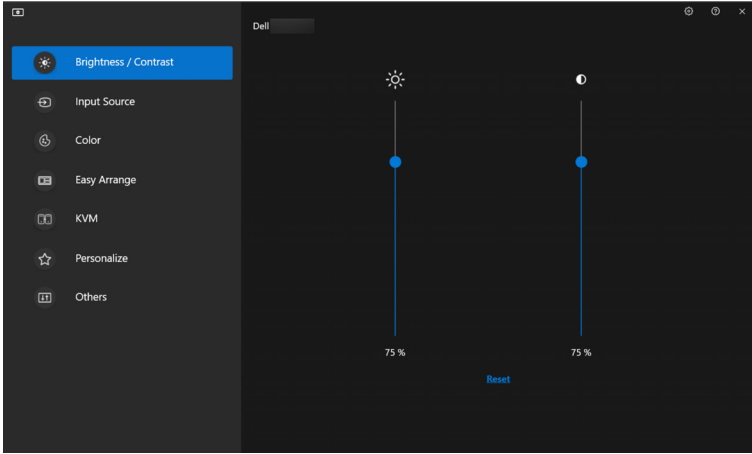 Dell
Brightness / Contrast
Input Source
Color
Easy Arrange
KVM
Personalize
Others
75 %
75 %
Reset